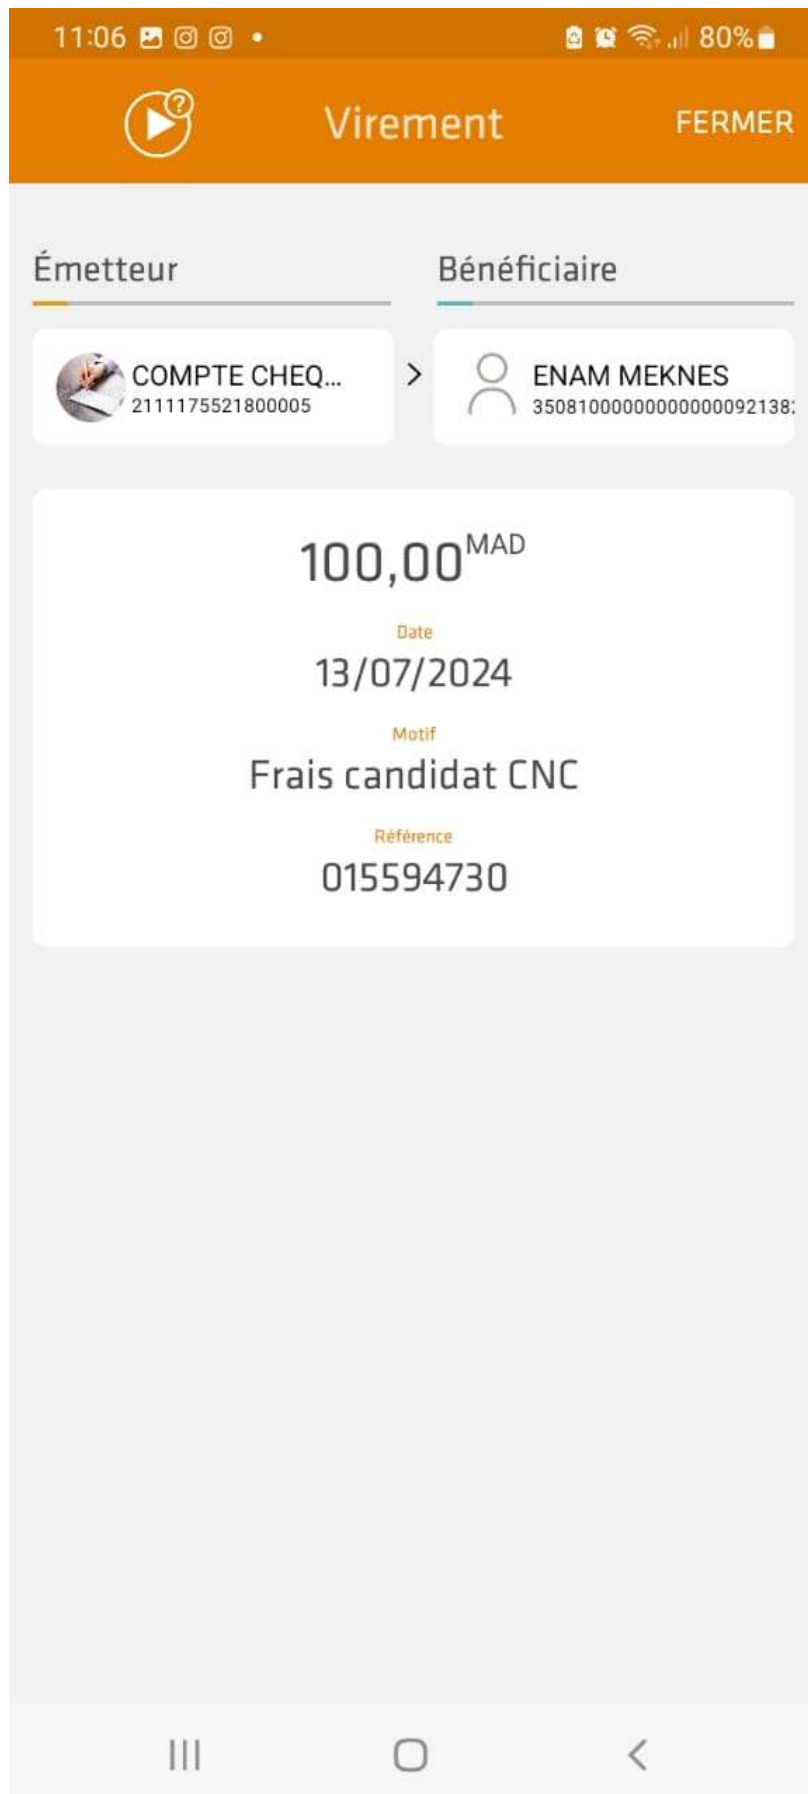 11:06 80%
Virement FERMER
Émetteur Bénéficiaire
COMPTE CHEQ... > ENAM MEKNES
2111175521800005 350810000000000000921382
100,00 MAD
Date
13/07/2024
Motif
Frais candidat CNC
Référence
015594730